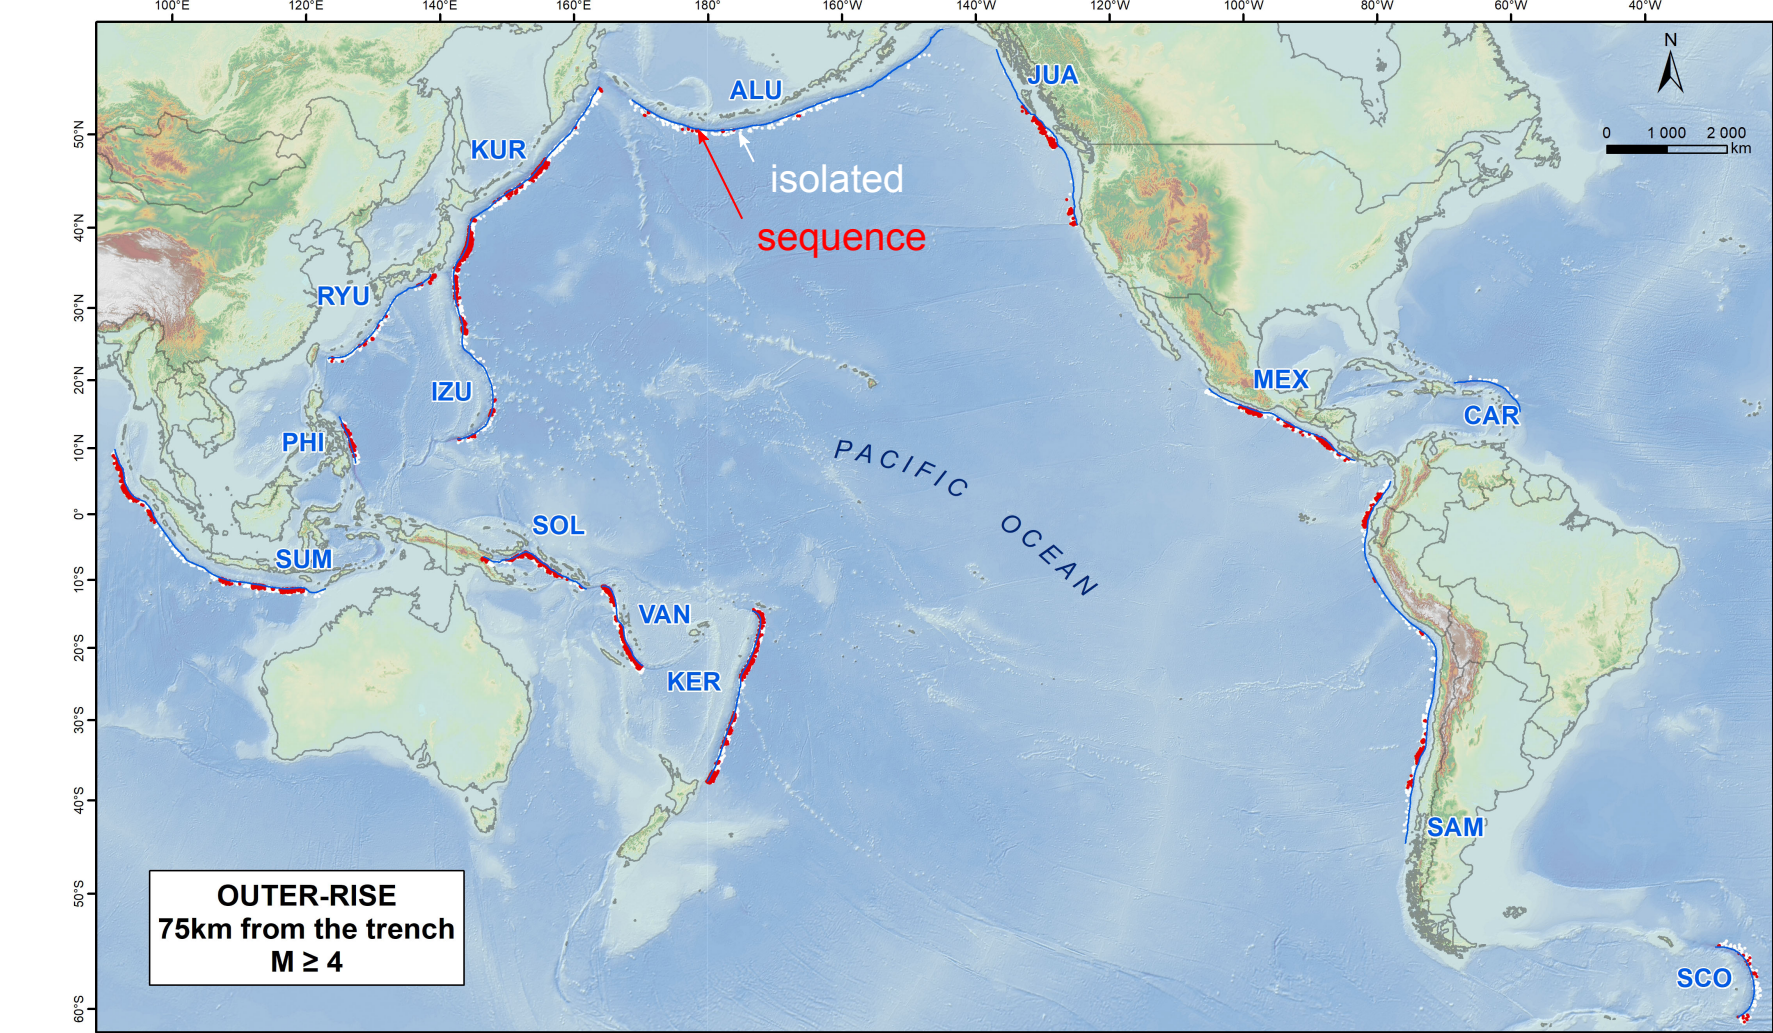 100°E 120°E 140°E 160°E 180° 160°W 140°W 120°W 100°W 80°W 60°W 40°W
N
0 1 000 2 000
km
50°N
40°N
30°N
20°N
10°N
0°
10°S
20°S
30°S
40°S
50°S
60°S
ALU
JUA
KUR
isolated
sequence
RYU
IZU
MEX
CAR
PHI
PACIFIC
OCEAN
SOL
SUM
VAN
KER
SAM
SCO
OUTER-RISE
75km from the trench
M ≥ 4